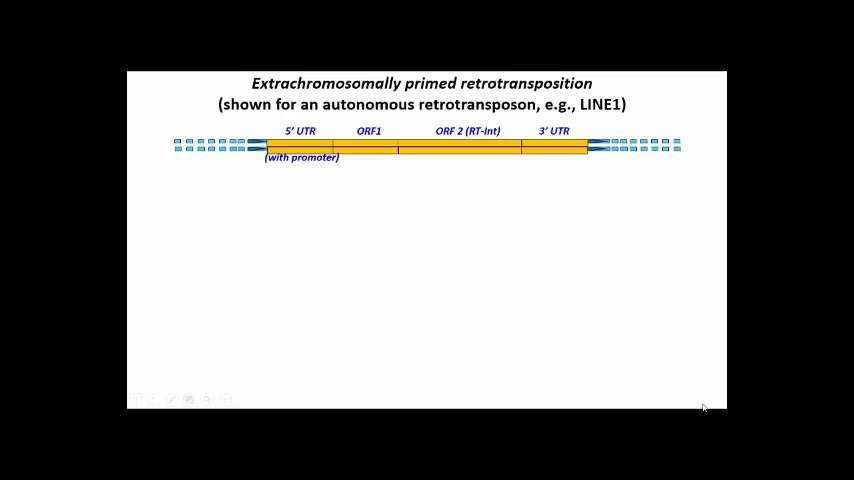 Extrachromosomally primed retrotransposition
(shown for an autonomous retrotransposon, e.g., LINE1)
5’ UTR ORF1 ORF 2 (RT-Int) 3’ UTR
(with promoter)